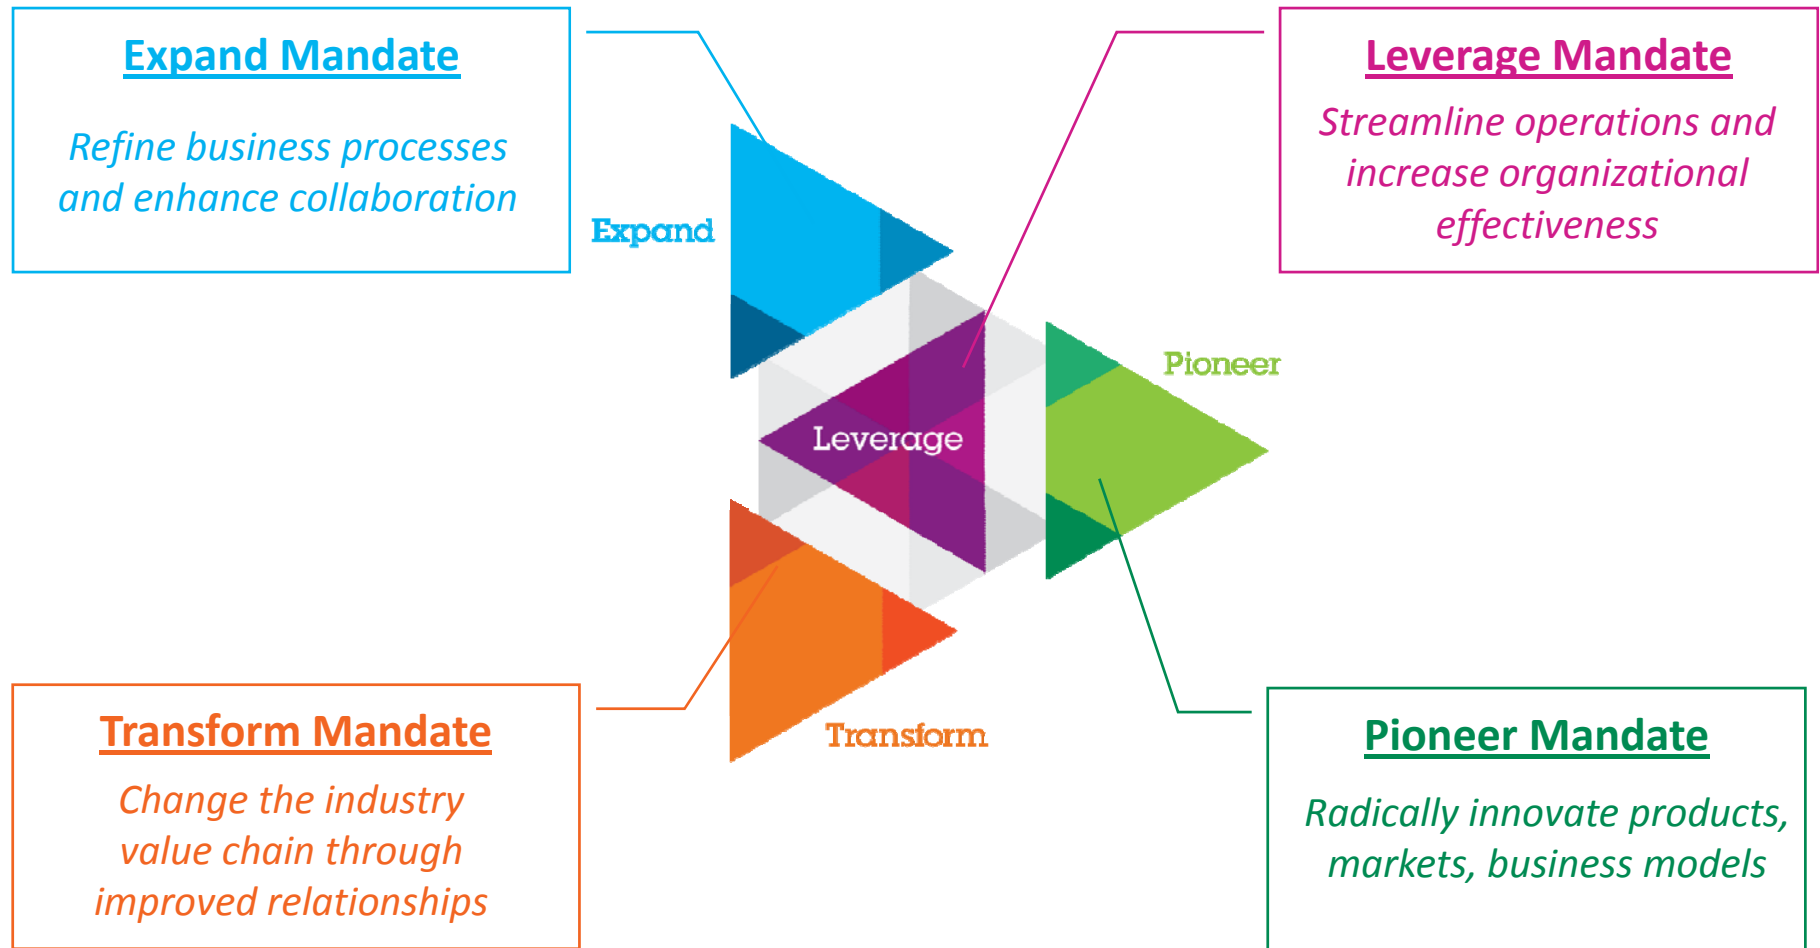 Expand Mandate
Refine business processes
and enhance collaboration
Leverage Mandate
Streamline operations and
increase organizational
effectiveness
Expand
Pioneer
Leverage
Transform
Transform Mandate
Change the industry
value chain through
improved relationships
Pioneer Mandate
Radically innovate products,
markets, business models